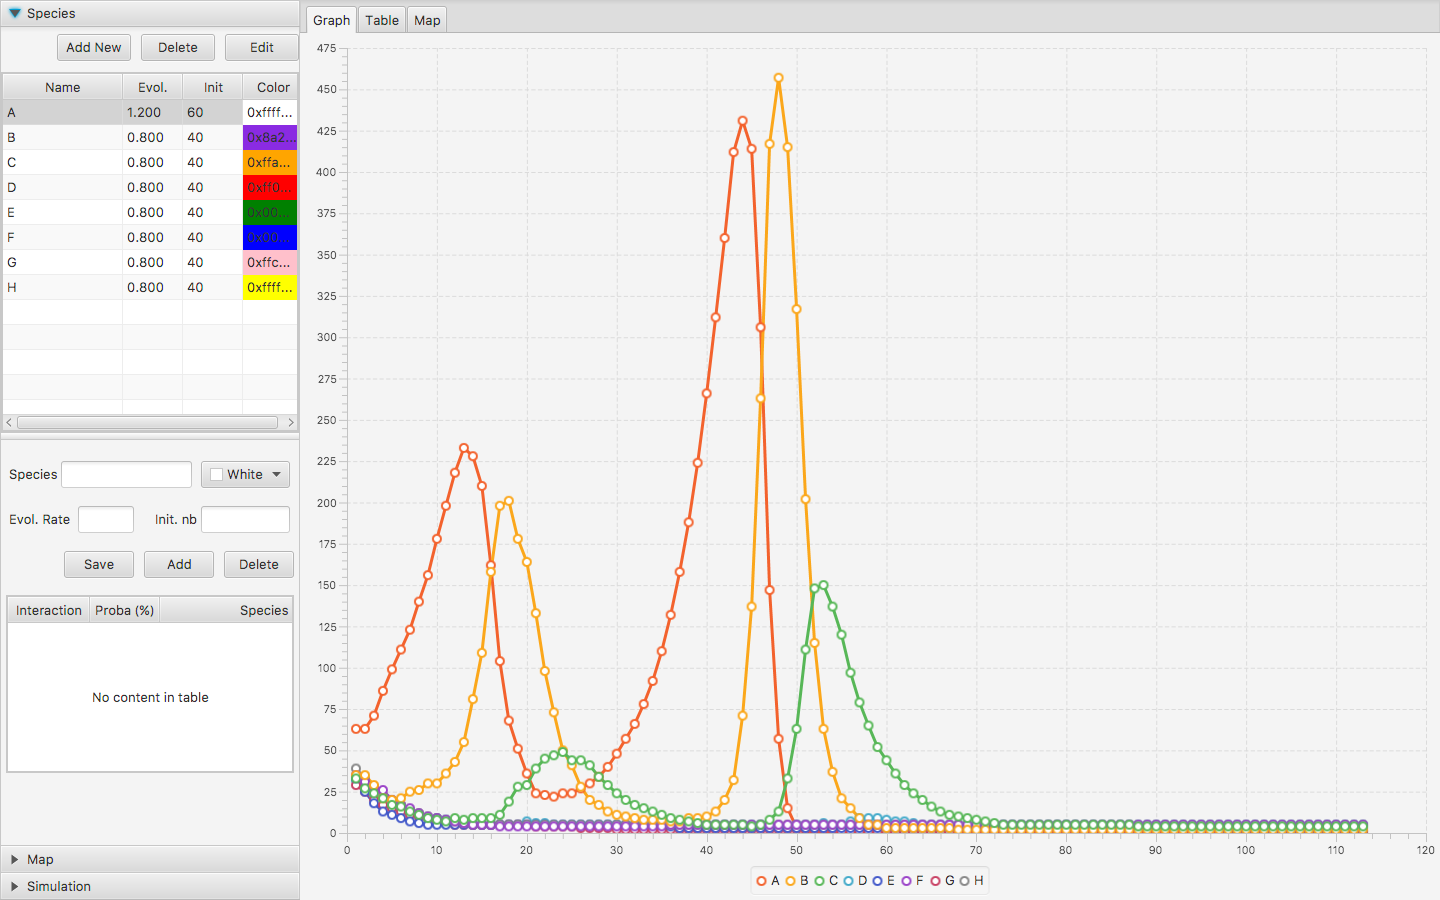 Species
Add New Delete Edit
Name Evol. Init Color
A 1.200 60 0xffff...
B 0.800 40 0x8a2...
C 0.800 40 0xffa...
D 0.800 40 0xff0...
E 0.800 40 0x00...
F 0.800 40 0x00...
G 0.800 40 0xffc...
H 0.800 40 0xffff...
Species White
Evol. Rate Init. nb
Save Add Delete
Interaction Proba (%) Species
No content in table
Map
Simulation
Graph Table Map
475
450
425
400
375
350
325
300
275
250
225
200
175
150
125
100
75
50
25
0
0 10 20 30 40 50 60 70 80 90 100 110 120
A B C D E F G H